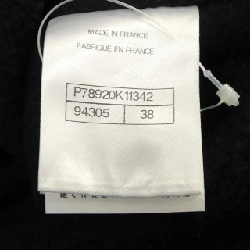 MADE IN FRANCE
FABRIQUE EN FRANCE
P78920K11342
94305 38